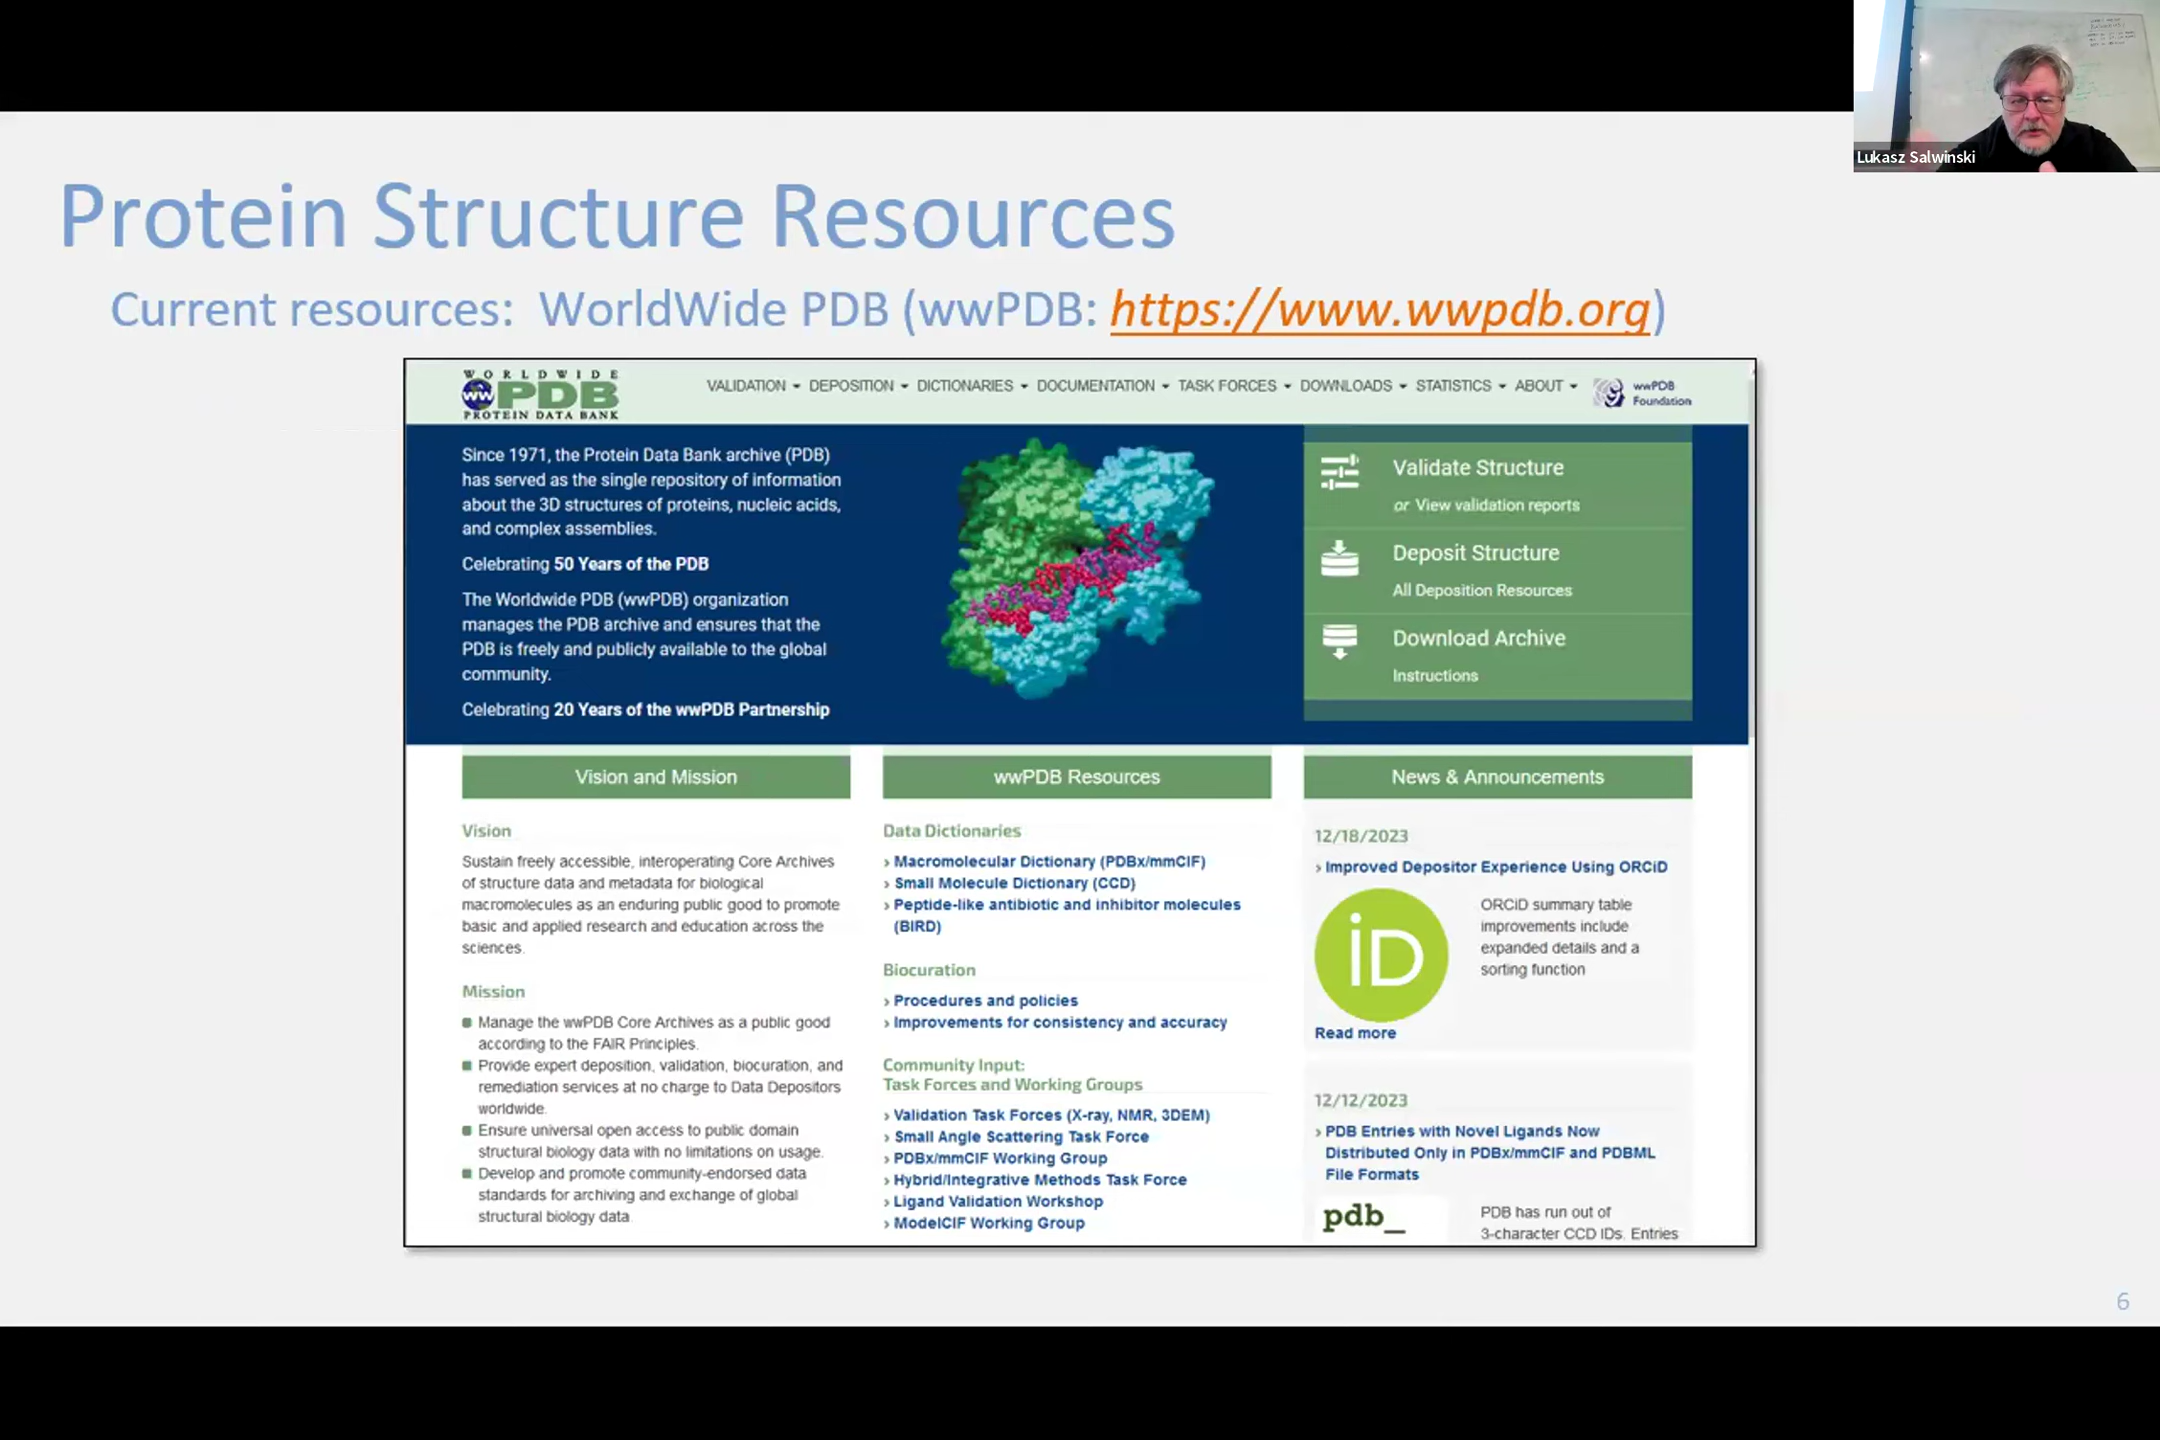 Lukasz Salwinski
Protein Structure Resources
Current resources:  WorldWide PDB (wwPDB: https://www.wwpdb.org)
WORLDWIDE
ww PDB
PROTEIN DATA BANK
VALIDATION DEPOSITION DICTIONARIES DOCUMENTATION TASK FORCES DOWNLOADS STATISTICS ABOUT
wwPDB
Foundation
Since 1971, the Protein Data Bank archive (PDB)
has served as the single repository of information
about the 3D structures of proteins, nucleic acids,
and complex assemblies.
Celebrating 50 Years of the PDB
The Worldwide PDB (wwPDB) organization
manages the PDB archive and ensures that the
PDB is freely and publicly available to the global
community.
Celebrating 20 Years of the wwPDB Partnership
Validate Structure
or View validation reports
Deposit Structure
All Deposition Resources
Download Archive
Instructions
Vision and Mission
Vision
Sustain freely accessible, interoperating Core Archives
of structure data and metadata for biological
macromolecules as an enduring public good to promote
basic and applied research and education across the
sciences.
Mission
Manage the wwPDB Core Archives as a public good
according to the FAIR Principles.
Provide expert deposition, validation, biocuration, and
remediation services at no charge to Data Depositors
worldwide.
Ensure universal open access to public domain
structural biology data with no limitations on usage.
Develop and promote community-endorsed data
standards for archiving and exchange of global
structural biology data.
wwPDB Resources
Data Dictionaries
› Macromolecular Dictionary (PDBx/mmCIF)
› Small Molecule Dictionary (CCD)
› Peptide-like antibiotic and inhibitor molecules
(BIRD)
Biocuration
› Procedures and policies
› Improvements for consistency and accuracy
Community Input:
Task Forces and Working Groups
› Validation Task Forces (X-ray, NMR, 3DEM)
› Small Angle Scattering Task Force
› PDBx/mmCIF Working Group
› Hybrid/Integrative Methods Task Force
› Ligand Validation Workshop
› ModelCIF Working Group
News & Announcements
12/18/2023
› Improved Depositor Experience Using ORCiD
iD
ORCiD summary table
improvements include
expanded details and a
sorting function
Read more
12/12/2023
› PDB Entries with Novel Ligands Now
Distributed Only in PDBx/mmCIF and PDBML
File Formats
pdb_
PDB has run out of
3-character CCD IDs. Entries
6